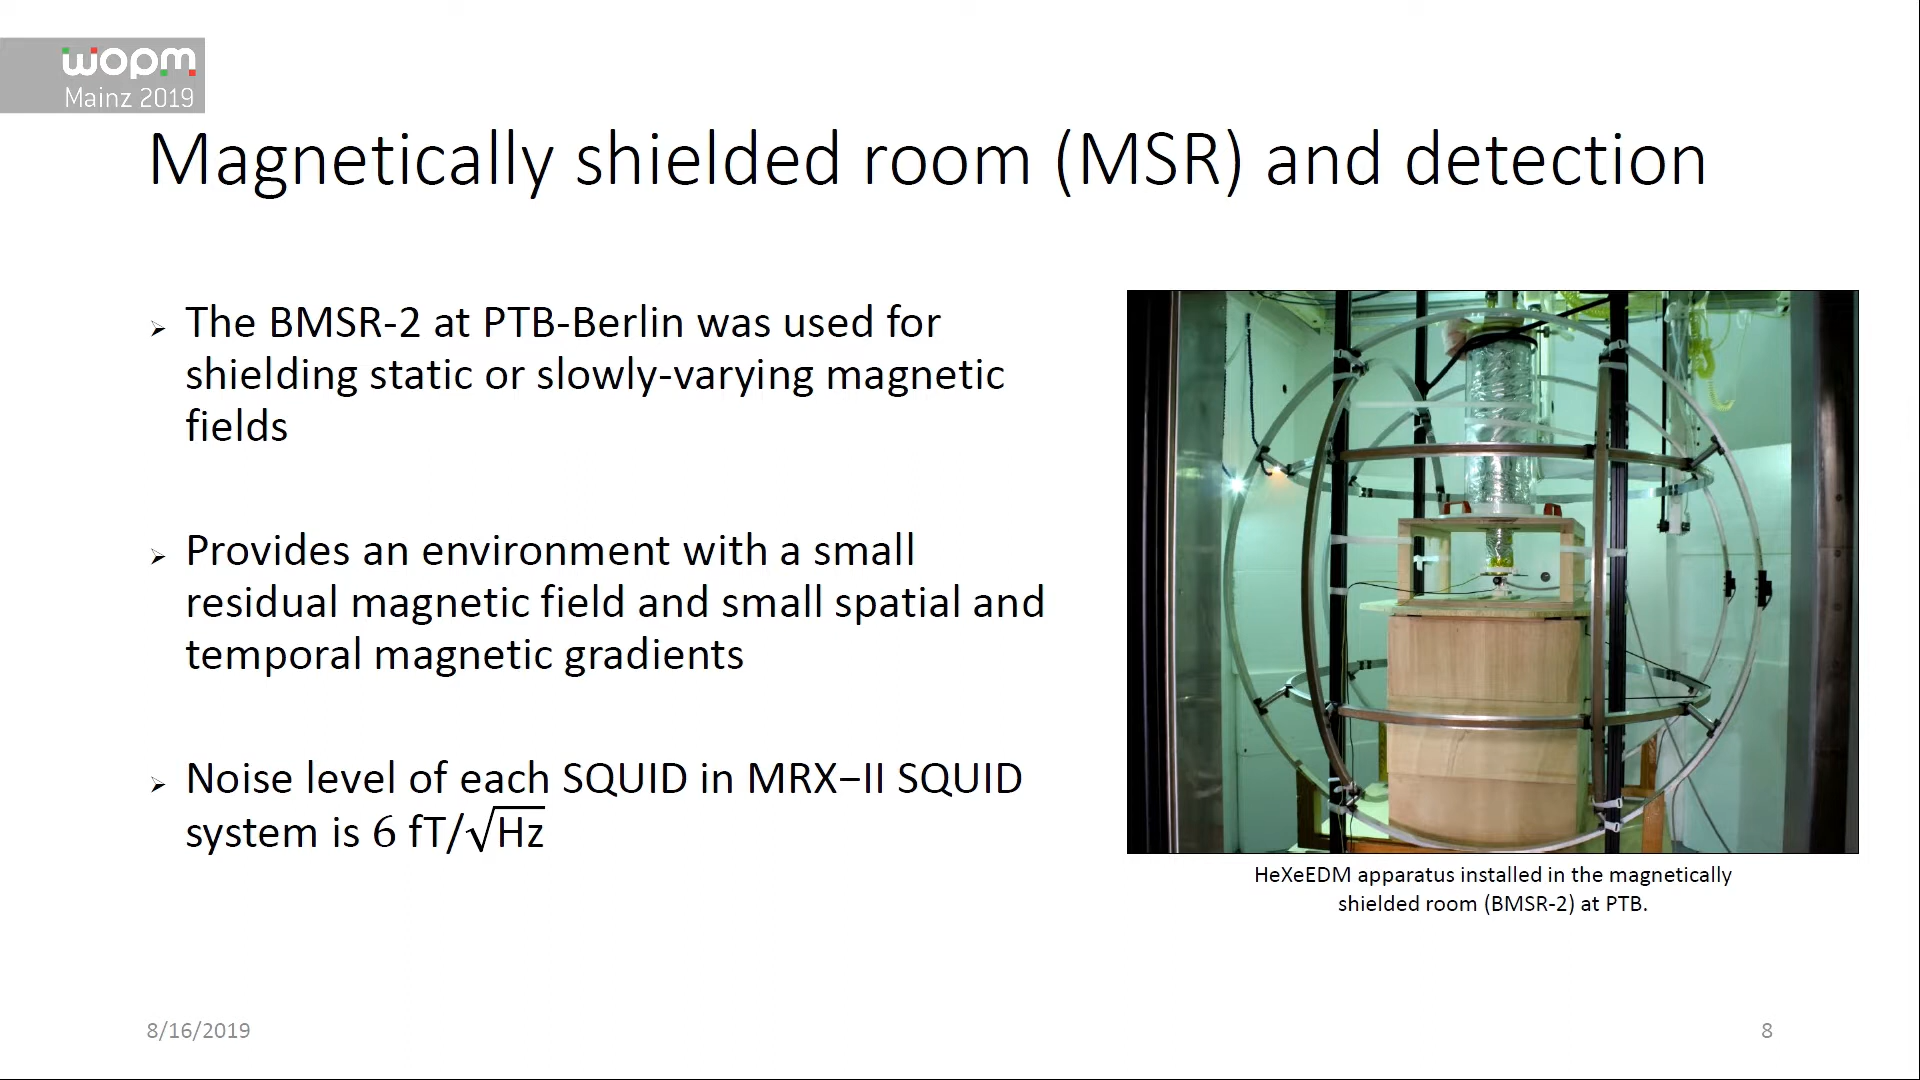 wopm
Mainz 2019
Magnetically shielded room (MSR) and detection
➢ The BMSR-2 at PTB-Berlin was used for
shielding static or slowly-varying magnetic
fields
➢ Provides an environment with a small
residual magnetic field and small spatial and
temporal magnetic gradients
➢ Noise level of each SQUID in MRX−II SQUID
system is 6 fT/√Hz
HeXeEDM apparatus installed in the magnetically
shielded room (BMSR-2) at PTB.
8/16/2019
8